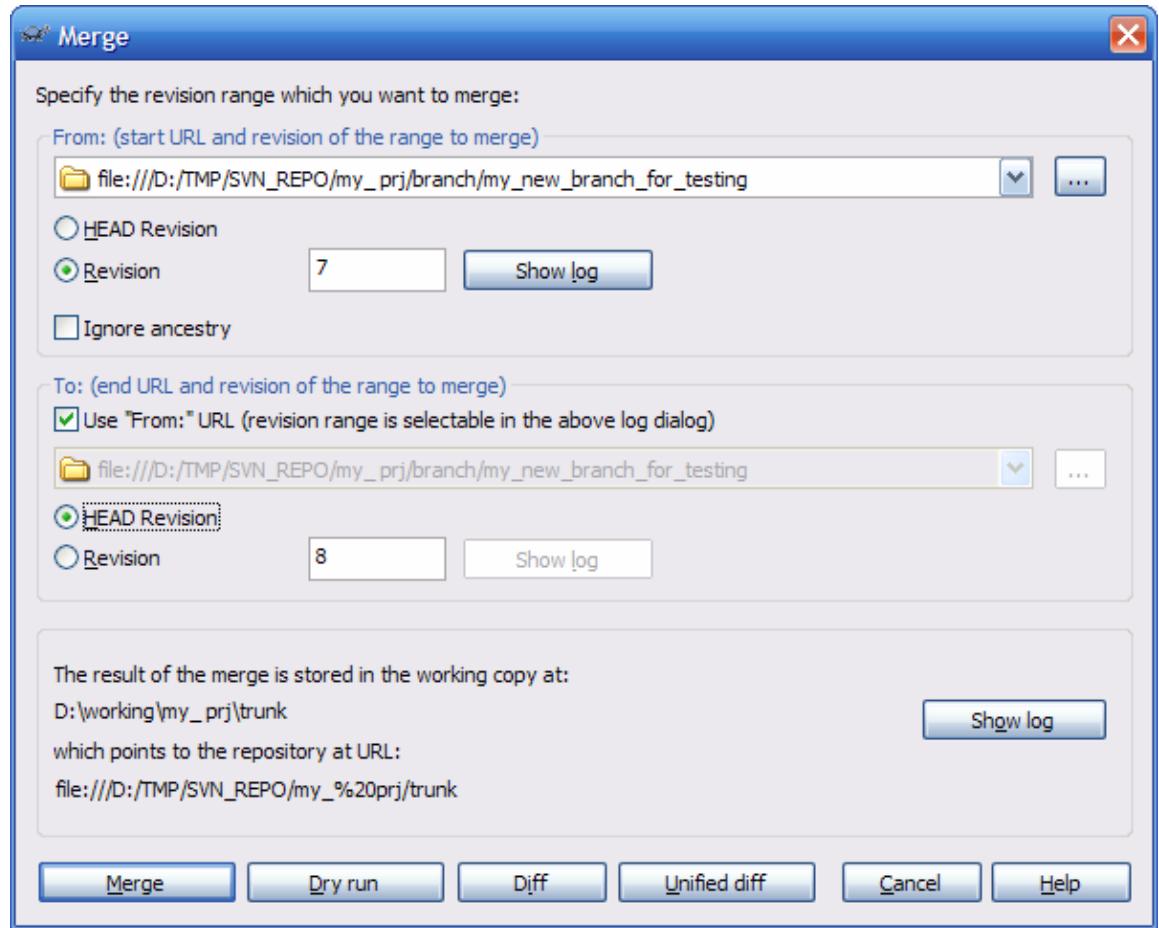 Merge
Specify the revision range which you want to merge:
From: (start URL and revision of the range to merge)
file:///D:/TMP/SVN_REPO/my_ prj/branch/my_new_branch_for_testing
...
HEAD Revision
Revision 7 Show log
Ignore ancestry
To: (end URL and revision of the range to merge)
Use "From:" URL (revision range is selectable in the above log dialog)
file:///D:/TMP/SVN_REPO/my_ prj/branch/my_new_branch_for_testing
...
HEAD Revision
Revision 8 Show log
The result of the merge is stored in the working copy at:
D:\working\my_ prj\trunk
Show log
which points to the repository at URL:
file:///D:/TMP/SVN_REPO/my_%20prj/trunk
Merge Dry run Diff Unified diff Cancel Help